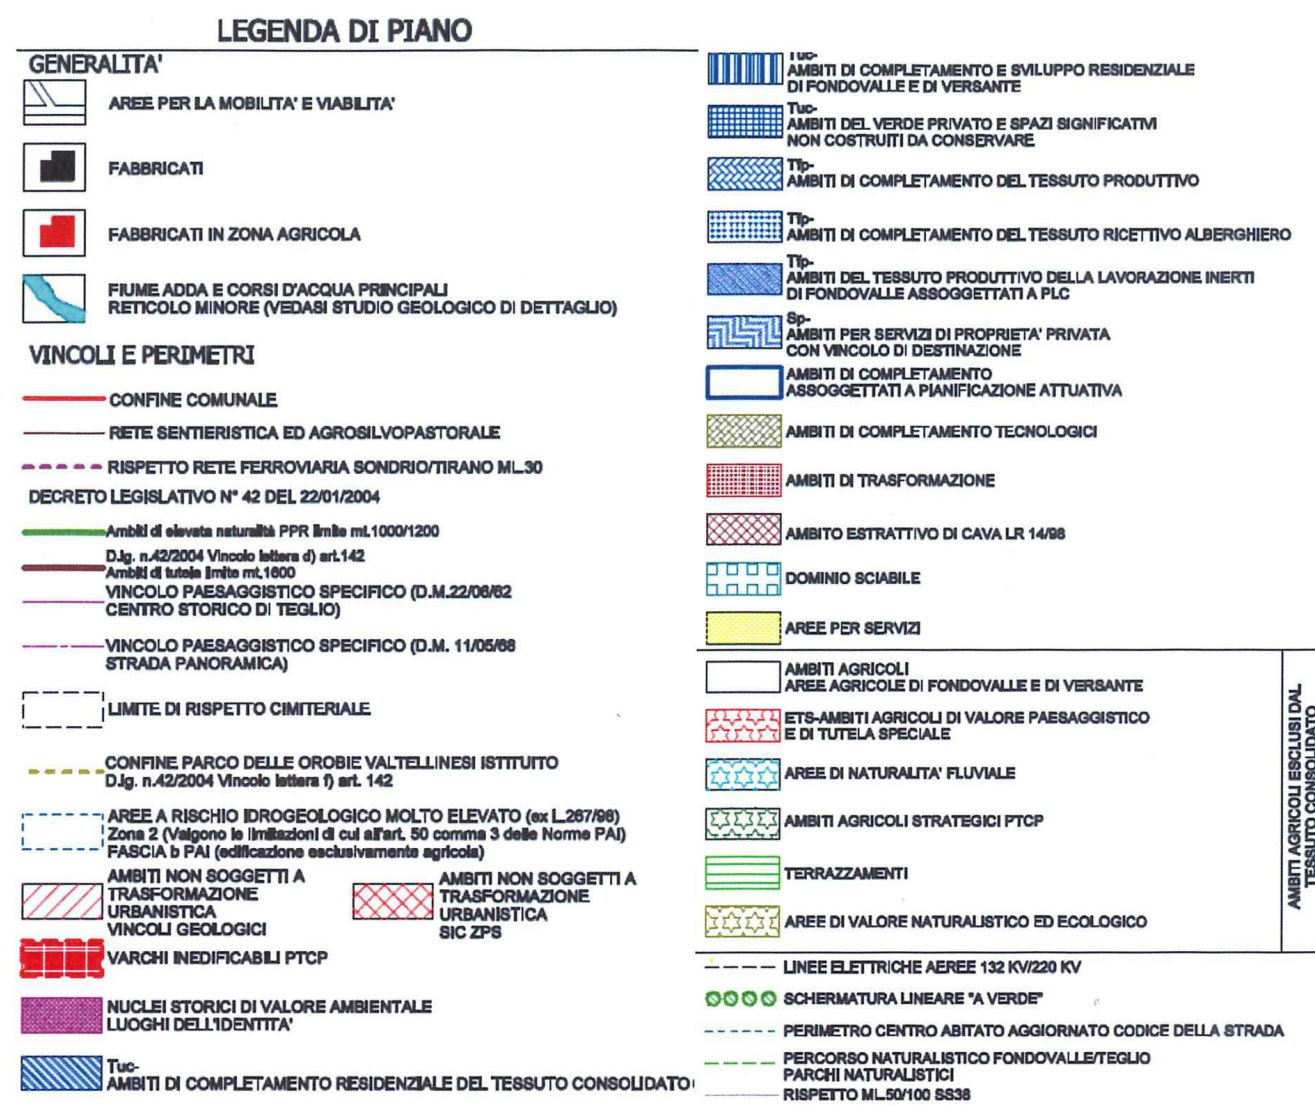 LEGENDA DI PIANO
GENERALITA'
AREE PER LA MOBILITA' E VIABILITA'
FABBRICATI
FABBRICATI IN ZONA AGRICOLA
FIUME ADDA E CORSI D'ACQUA PRINCIPALI
RETICOLO MINORE (VEDASI STUDIO GEOLOGICO DI DETTAGLIO)
VINCOLI E PERIMETRI
CONFINE COMUNALE
RETE SENTIERISTICA ED AGROSILVOPASTORALE
RISPETTO RETE FERROVIARIA SONDRIO/TIRANO ML.30
DECRETO LEGISLATIVO N° 42 DEL 22/01/2004
Ambiti di elevata naturalità PPR limite mt.1000/1200
D.lg. n.42/2004 Vincolo lettera d) art.142
Ambiti di tutela limite mt.1600
VINCOLO PAESAGGISTICO SPECIFICO (D.M.22/06/62
CENTRO STORICO DI TEGLIO)
VINCOLO PAESAGGISTICO SPECIFICO (D.M. 11/05/68
STRADA PANORAMICA)
LIMITE DI RISPETTO CIMITERIALE
CONFINE PARCO DELLE OROBIE VALTELLINESI ISTITUITO
D.lg. n.42/2004 Vincolo lettera f) art. 142
AREE A RISCHIO IDROGEOLOGICO MOLTO ELEVATO (ex L.267/98)
Zona 2 (Valgono le limitazioni di cui all'art. 50 comma 3 delle Norme PAI)
FASCIA b PAI (edificazione esclusivamente agricola)
AMBITI NON SOGGETTI A
TRASFORMAZIONE
URBANISTICA
VINCOLI GEOLOGICI
AMBITI NON SOGGETTI A
TRASFORMAZIONE
URBANISTICA
SIC ZPS
VARCHI INEDIFICABILI PTCP
NUCLEI STORICI DI VALORE AMBIENTALE
LUOGHI DELL'IDENTITA'
Tuc-
AMBITI DI COMPLETAMENTO RESIDENZIALE DEL TESSUTO CONSOLIDATO
Tuc-
AMBITI DI COMPLETAMENTO E SVILUPPO RESIDENZIALE
DI FONDOVALLE E DI VERSANTE
Tuc-
AMBITI DEL VERDE PRIVATO E SPAZI SIGNIFICATIVI
NON COSTRUITI DA CONSERVARE
Tfp-
AMBITI DI COMPLETAMENTO DEL TESSUTO PRODUTTIVO
Tfp-
AMBITI DI COMPLETAMENTO DEL TESSUTO RICETTIVO ALBERGHIERO
Tfp-
AMBITI DEL TESSUTO PRODUTTIVO DELLA LAVORAZIONE INERTI
DI FONDOVALLE ASSOGGETTATI A PLC
Sp-
AMBITI PER SERVIZI DI PROPRIETA' PRIVATA
CON VINCOLO DI DESTINAZIONE
AMBITI DI COMPLETAMENTO
ASSOGGETTATI A PIANIFICAZIONE ATTUATIVA
AMBITI DI COMPLETAMENTO TECNOLOGICI
AMBITI DI TRASFORMAZIONE
AMBITO ESTRATTIVO DI CAVA LR 14/98
DOMINIO SCIABILE
AREE PER SERVIZI
AMBITI AGRICOLI
AREE AGRICOLE DI FONDOVALLE E DI VERSANTE
ETS-AMBITI AGRICOLI DI VALORE PAESAGGISTICO
E DI TUTELA SPECIALE
AREE DI NATURALITA' FLUVIALE
AMBITI AGRICOLI STRATEGICI PTCP
TERRAZZAMENTI
AREE DI VALORE NATURALISTICO ED ECOLOGICO
AMBITI AGRICOLI ESCLUSI DAL
TESSUTO CONSOLIDATO
LINEE ELETTRICHE AEREE 132 KV/220 KV
SCHERMATURA LINEARE "A VERDE"
PERIMETRO CENTRO ABITATO AGGIORNATO CODICE DELLA STRADA
PERCORSO NATURALISTICO FONDOVALLE/TEGLIO
PARCHI NATURALISTICI
RISPETTO ML.50/100 SS38